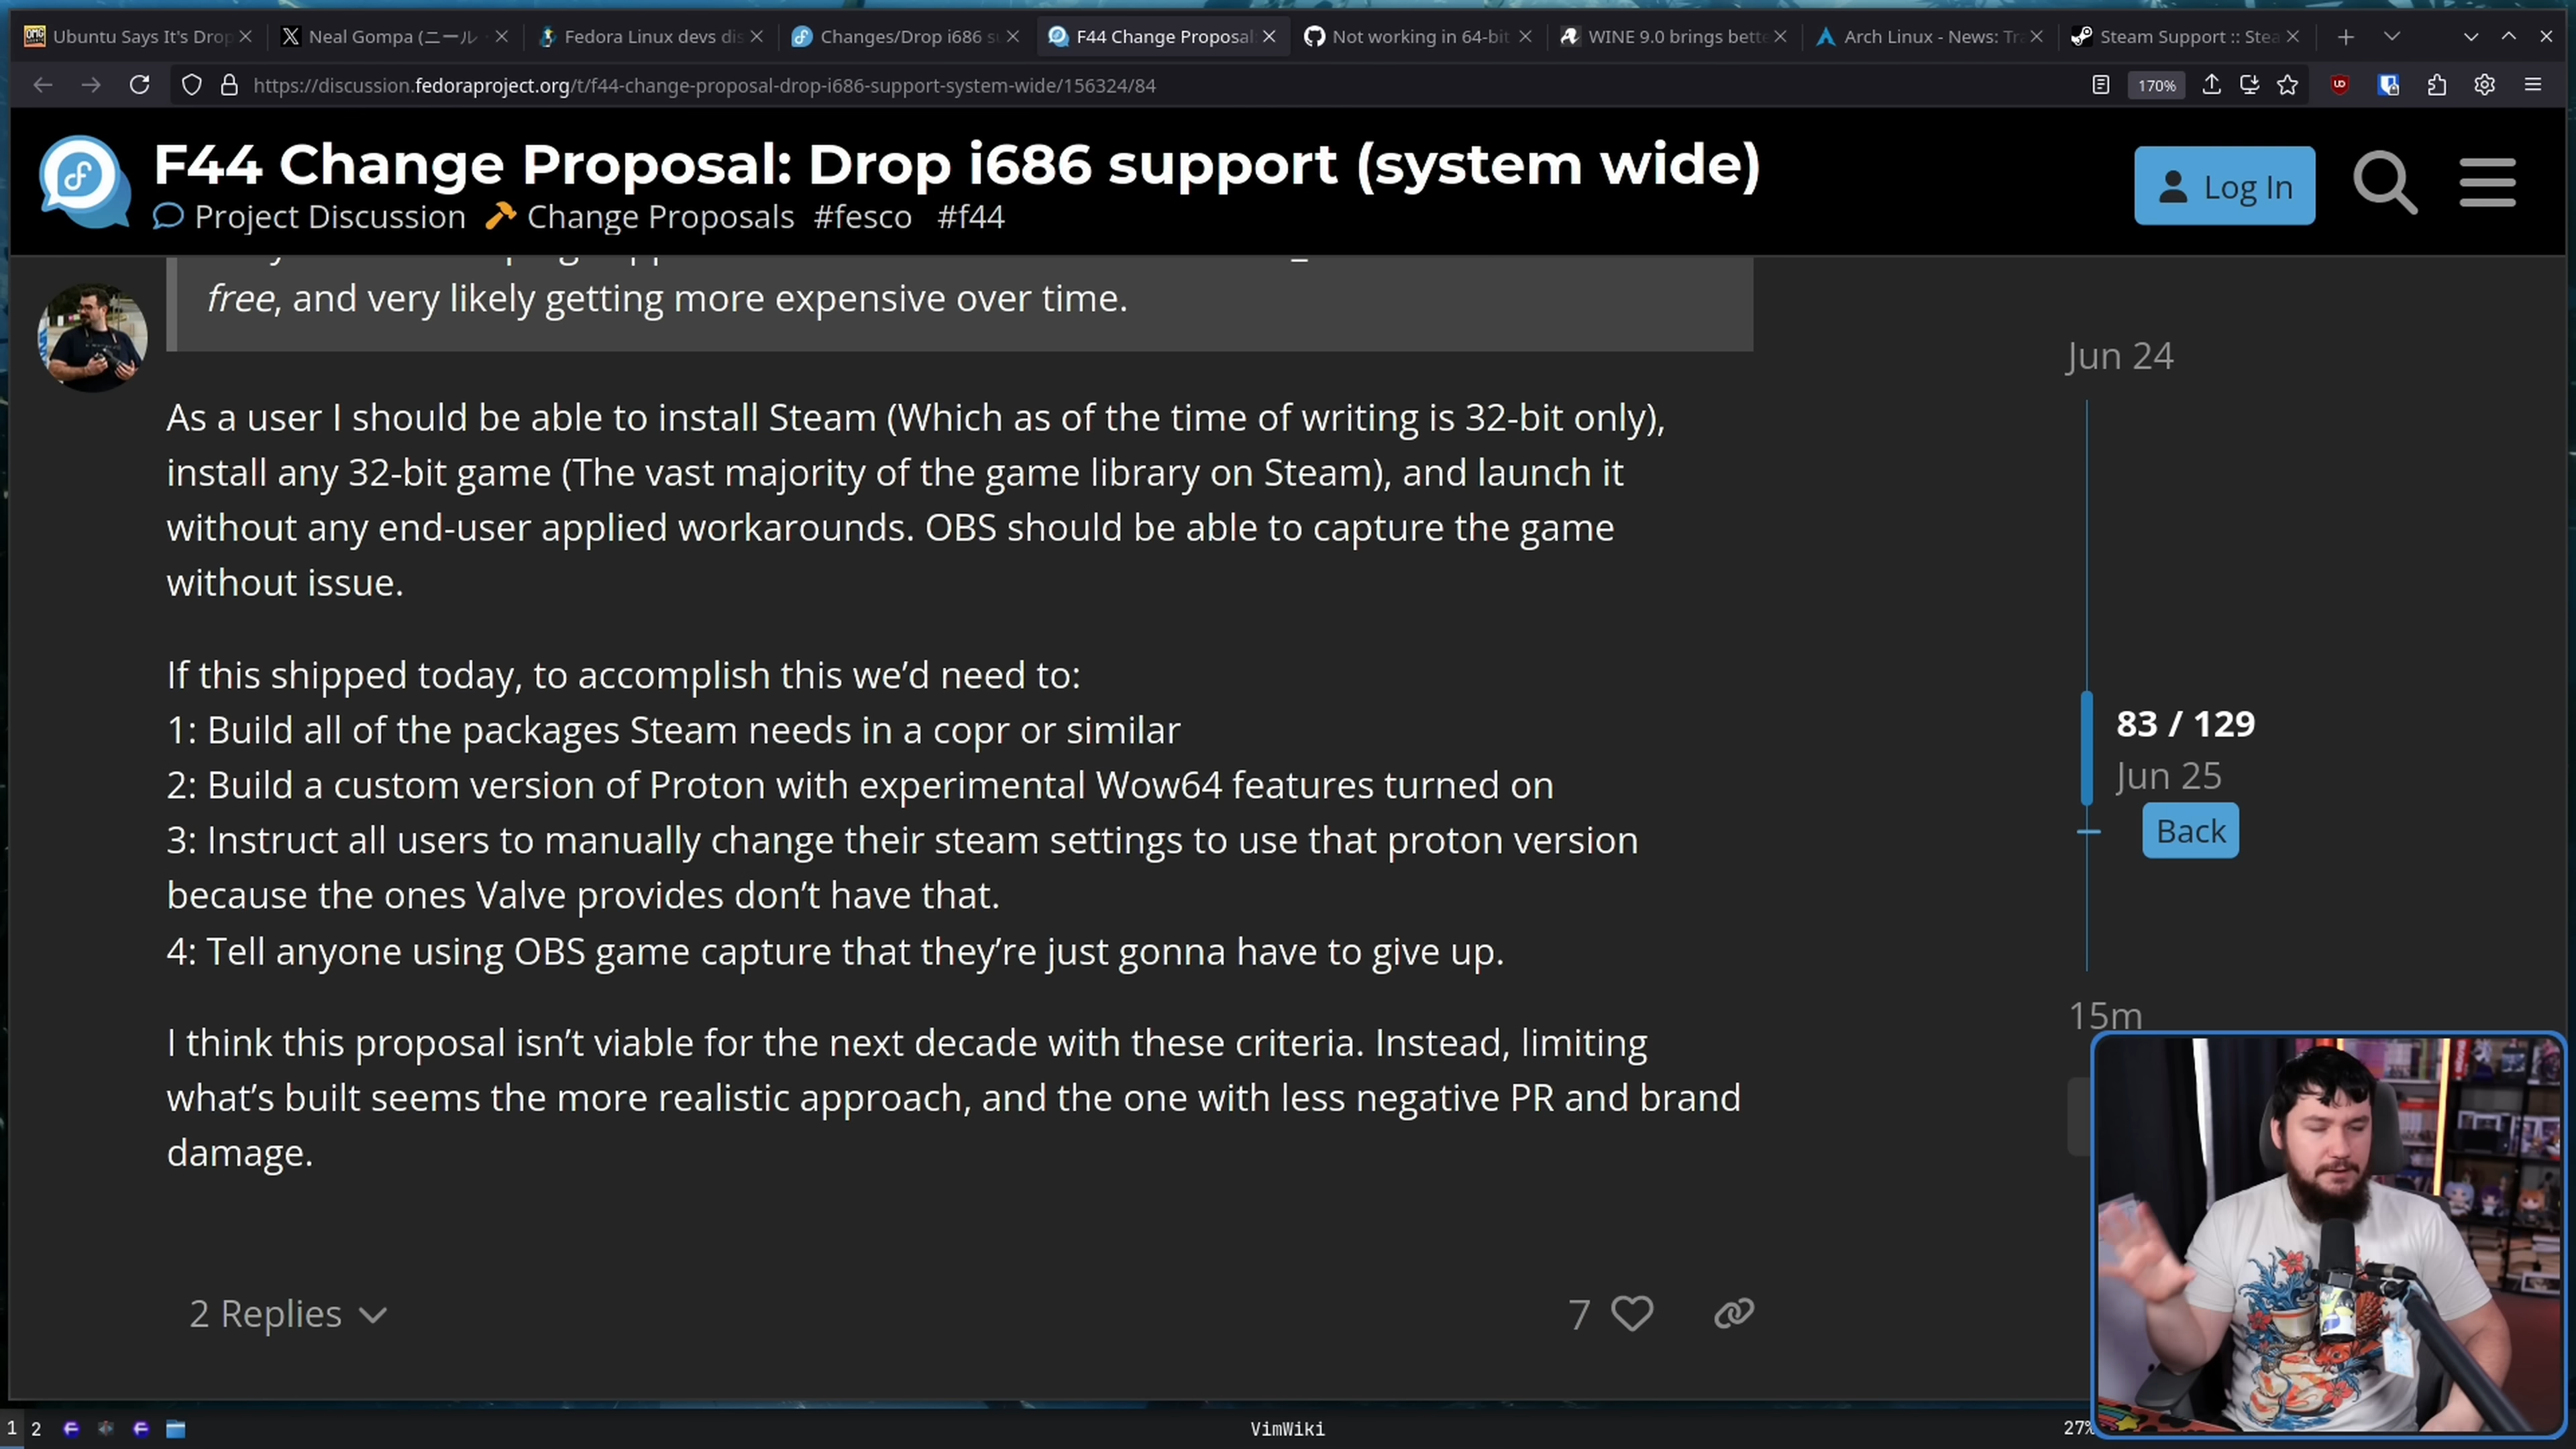 Ubuntu Says It's Drop
Neal Gompa (ニール
Fedora Linux devs dis
Changes/Drop i686 su
F44 Change Proposal
Not working in 64-bit
WINE 9.0 brings bette
Arch Linux - News: Tra
Steam Support :: Stea
https://discussion.fedoraproject.org/t/f44-change-proposal-drop-i686-support-system-wide/156324/84
170%
F44 Change Proposal: Drop i686 support (system wide)
Project Discussion Change Proposals #fesco #f44
Log In
free, and very likely getting more expensive over time.
As a user I should be able to install Steam (Which as of the time of writing is 32-bit only),
install any 32-bit game (The vast majority of the game library on Steam), and launch it
without any end-user applied workarounds. OBS should be able to capture the game
without issue.
If this shipped today, to accomplish this we’d need to:
1: Build all of the packages Steam needs in a copr or similar
2: Build a custom version of Proton with experimental Wow64 features turned on
3: Instruct all users to manually change their steam settings to use that proton version
because the ones Valve provides don’t have that.
4: Tell anyone using OBS game capture that they’re just gonna have to give up.
I think this proposal isn’t viable for the next decade with these criteria. Instead, limiting
what’s built seems the more realistic approach, and the one with less negative PR and brand
damage.
2 Replies
7
Jun 24
83 / 129
Jun 25
Back
15m
1 2
VimWiki
27%